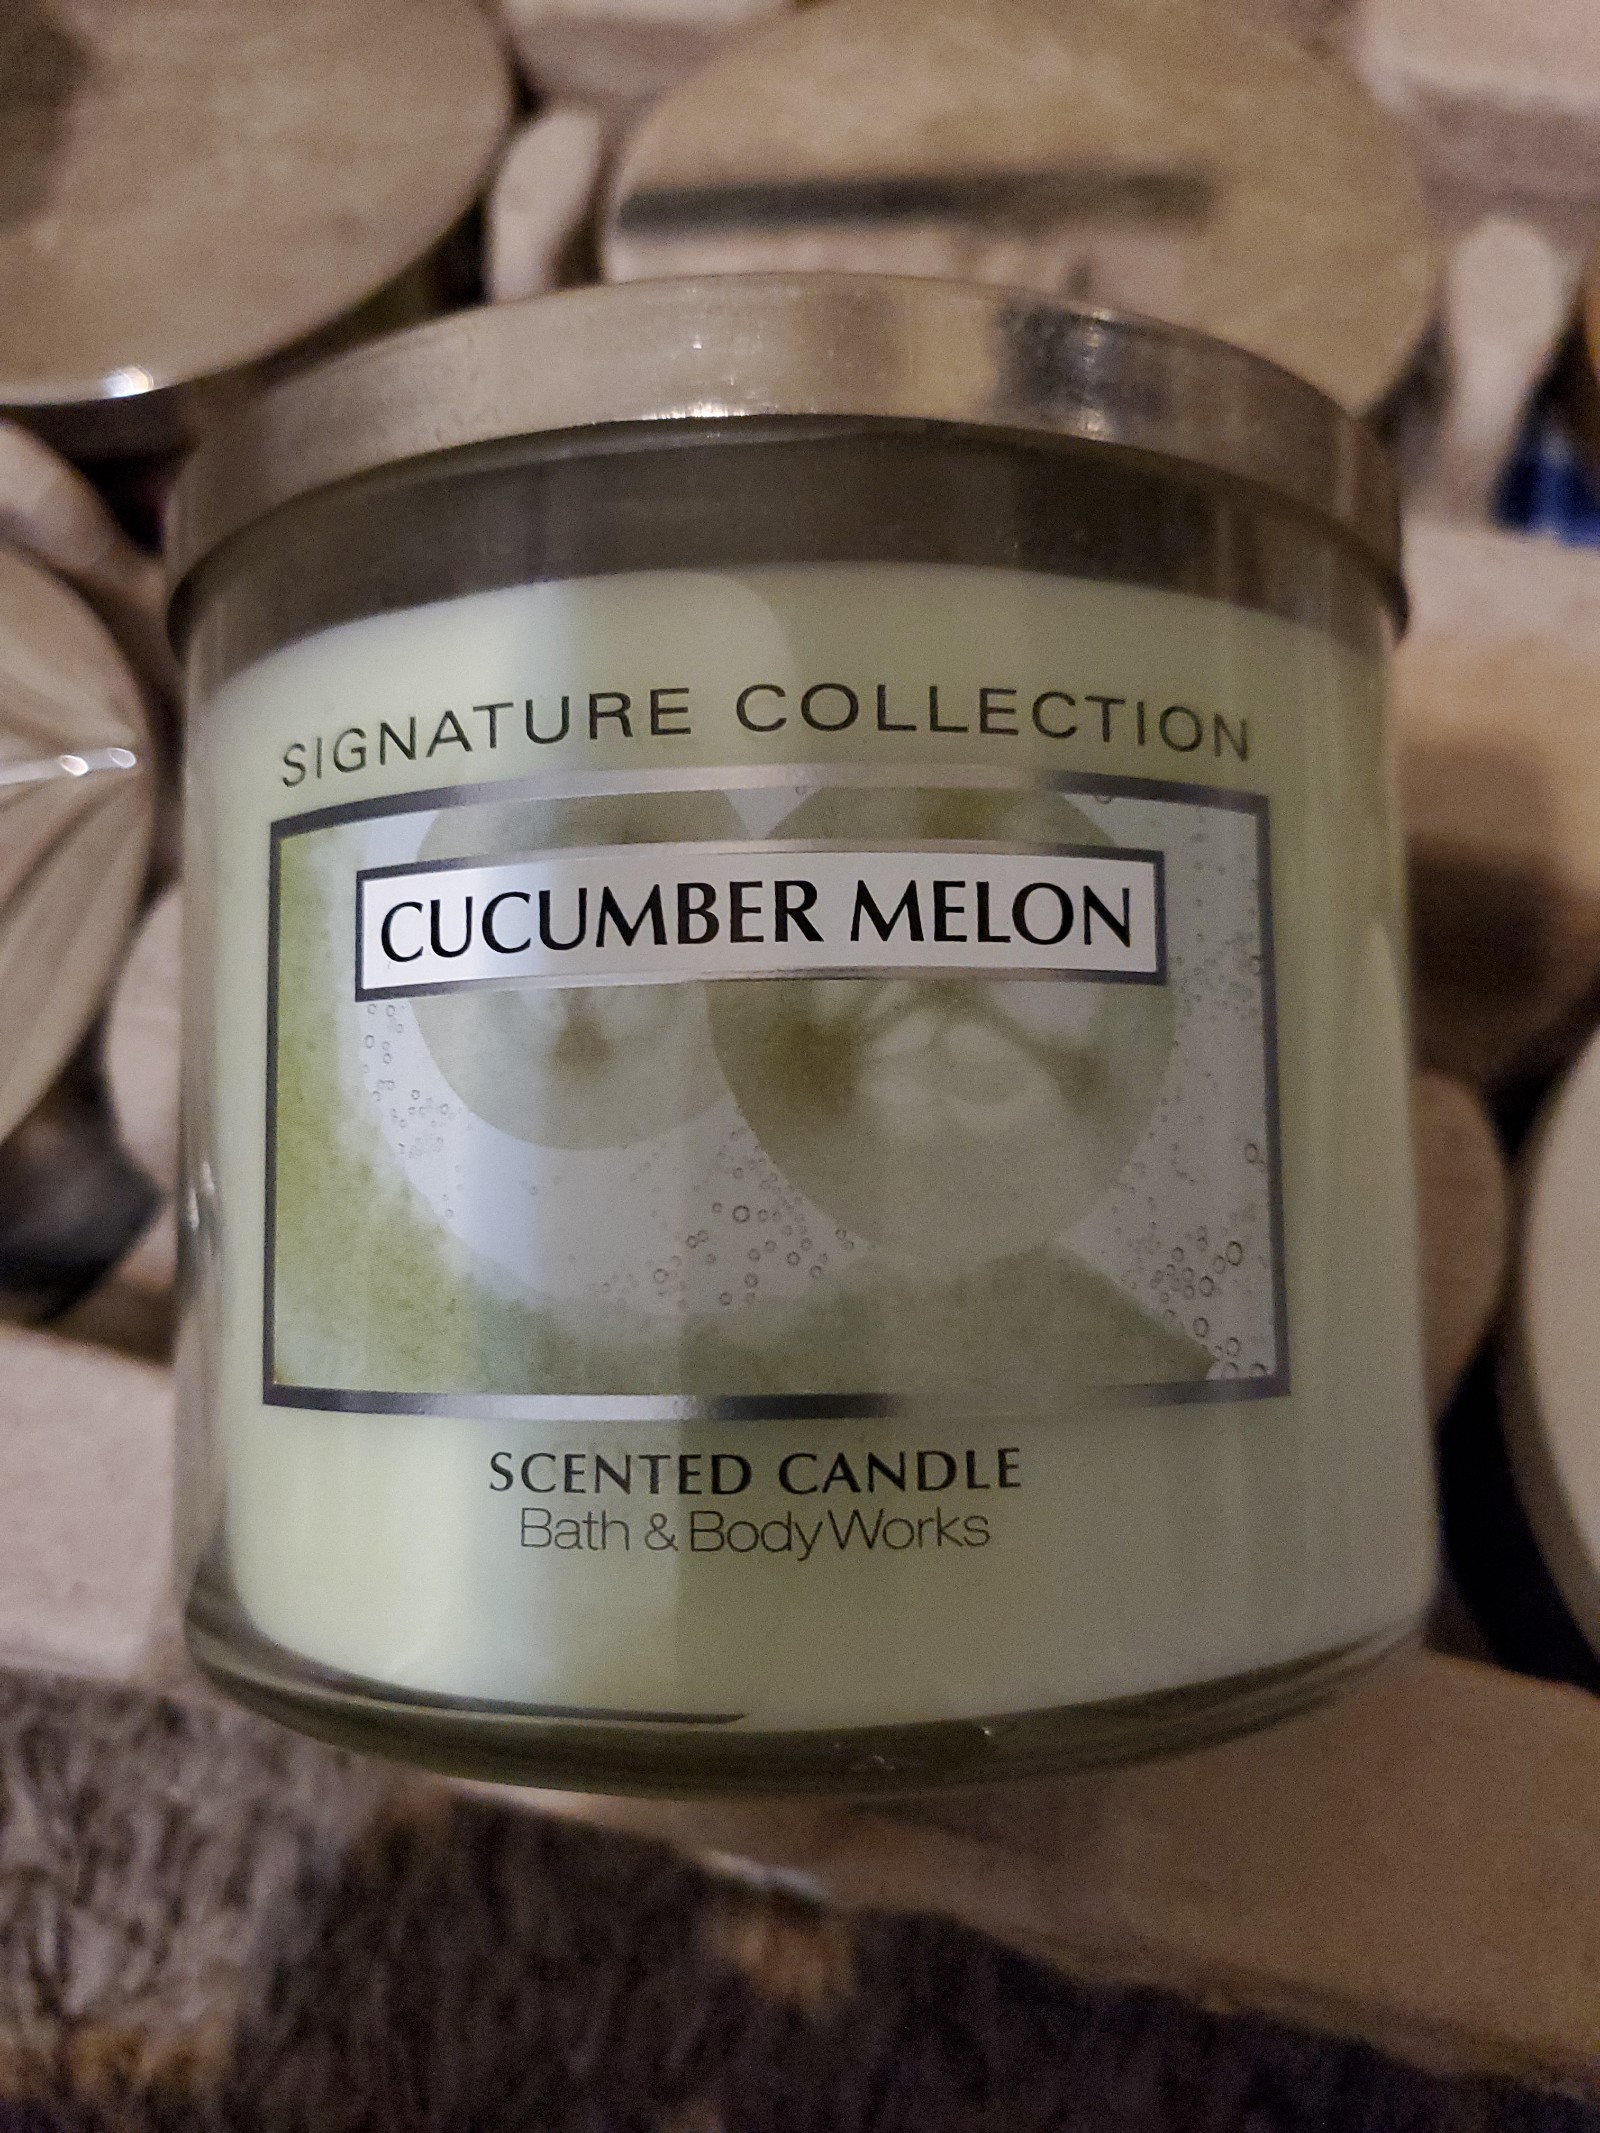 SIGNATURE COLLECTION
CUCUMBER MELON
SCENTED CANDLE
Bath & Body Works